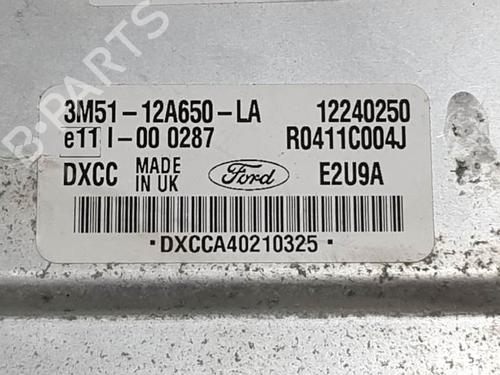 B-PARTS
3M51-12A650-LA 12240250
e11 I-00 0287 R0411C004J
DXCC MADE IN UK Ford E2U9A
·DXCCA40210325·